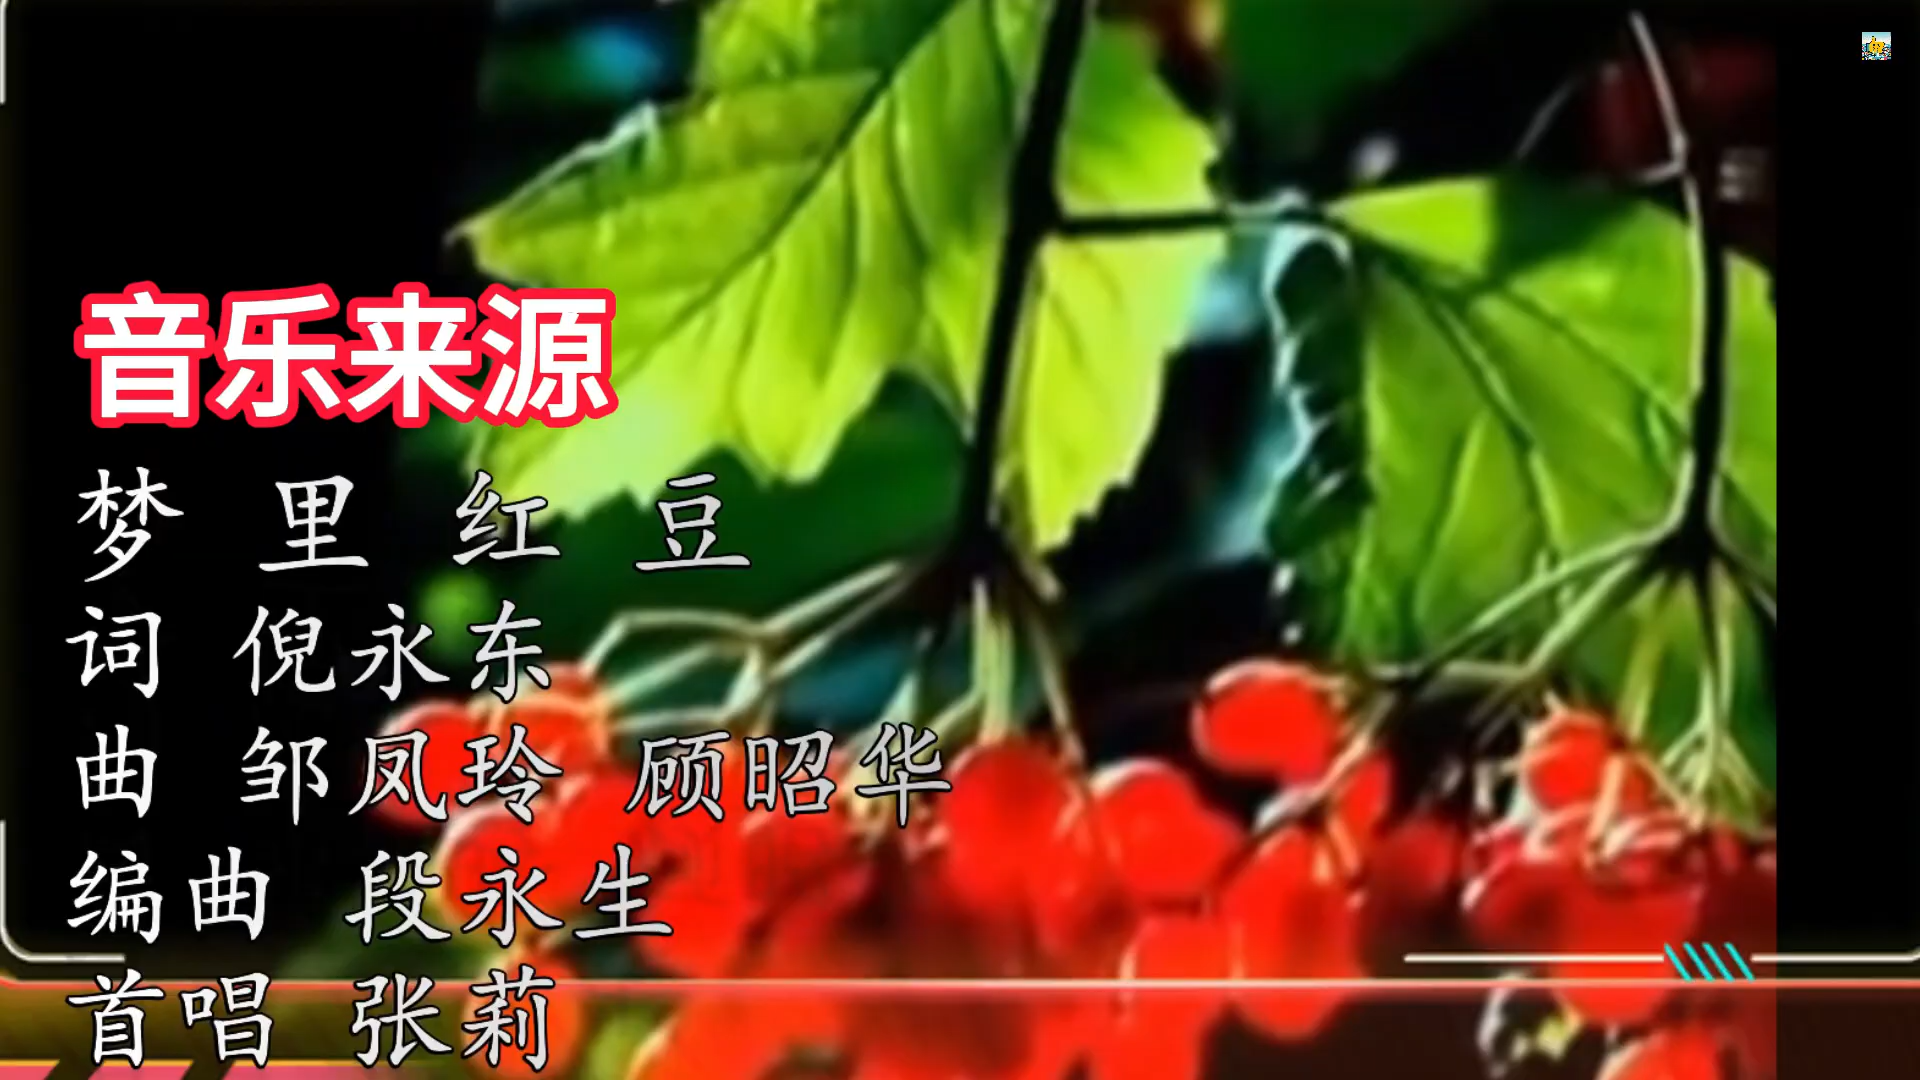 音乐来源
梦 里 红 豆
词 倪永东
曲 邹凤玲 顾昭华
编曲 段永生
首唱 张莉